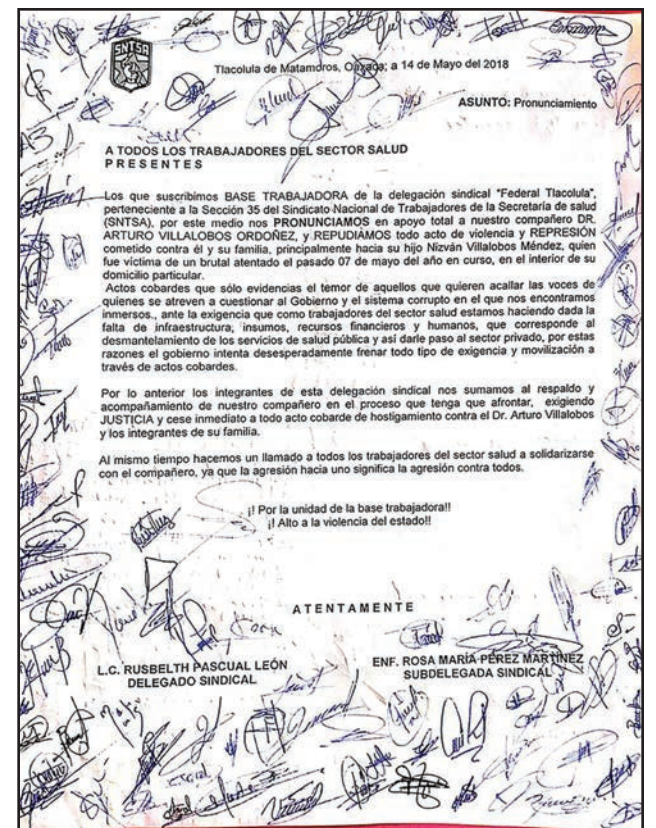 SNTSA
Tlacolula de Matamoros, Oaxaca; a 14 de Mayo del 2018
ASUNTO: Pronunciamiento
A TODOS LOS TRABAJADORES DEL SECTOR SALUD
P R E S E N T E S
Los que suscribimos BASE TRABAJADORA de la delegación sindical "Federal Tlacolula",
perteneciente a la Sección 35 del Sindicato Nacional de Trabajadores de la Secretaría de salud
(SNTSA), por este medio nos PRONUNCIAMOS en apoyo total a nuestro compañero DR.
ARTURO VILLALOBOS ORDOÑEZ, y REPUDIAMOS todo acto de violencia y REPRESIÓN
cometido contra él y su familia, principalmente hacia su hijo Nizván Villalobos Méndez, quien
fue víctima de un brutal atentado el pasado 07 de mayo del año en curso, en el interior de su
domicilio particular.
Actos cobardes que sólo evidencias el temor de aquellos que quieren acallar las voces de
quienes se atreven a cuestionar al Gobierno y el sistema corrupto en el que nos encontramos
inmersos., ante la exigencia que como trabajadores del sector salud estamos haciendo dada la
falta de infraestructura, insumos, recursos financieros y humanos, que corresponde al
desmantelamiento de los servicios de salud pública y así darle paso al sector privado, por estas
razones el gobierno intenta desesperadamente frenar todo tipo de exigencia y movilización a
través de actos cobardes.
Por lo anterior los integrantes de esta delegación sindical nos sumamos al respaldo y
acompañamiento de nuestro compañero en el proceso que tenga que afrontar, exigiendo
JUSTICIA y cese inmediato a todo acto cobarde de hostigamiento contra el Dr. Arturo Villalobos
y los integrantes de su familia.
Al mismo tiempo hacemos un llamado a todos los trabajadores del sector salud a solidarizarse
con el compañero, ya que la agresión hacia uno significa la agresión contra todos.
¡! Por la unidad de la base trabajadora!!
¡! Alto a la violencia del estado!!
A T E N T A M E N T E
L.C. RUSBELTH PASCUAL LEÓN
DELEGADO SINDICAL
ENF. ROSA MARÍA PÉREZ MARTÍNEZ
SUBDELEGADA SINDICAL